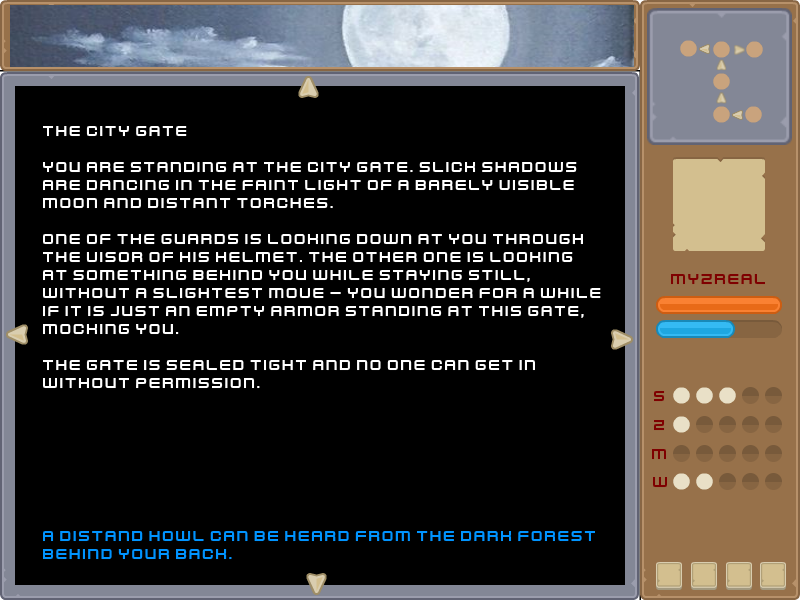 THE CITY GATE
YOU ARE STANDING AT THE CITY GATE. SLICK SHADOWS
ARE DANCING IN THE FAINT LIGHT OF A BARELY VISIBLE
MOON AND DISTANT TORCHES.
ONE OF THE GUARDS IS LOOKING DOWN AT YOU THROUGH
THE VISOR OF HIS HELMET. THE OTHER ONE IS LOOKING
AT SOMETHING BEHIND YOU WHILE STAYING STILL,
WITHOUT A SLIGHTEST MOVE – YOU WONDER FOR A WHILE
IF IT IS JUST AN EMPTY ARMOR STANDING AT THIS GATE,
MOCKING YOU.
THE GATE IS SEALED TIGHT AND NO ONE CAN GET IN
WITHOUT PERMISSION.
A DISTAND HOWL CAN BE HEARD FROM THE DARK FOREST
BEHIND YOUR BACK.
MYZREAL
S
Z
M
W